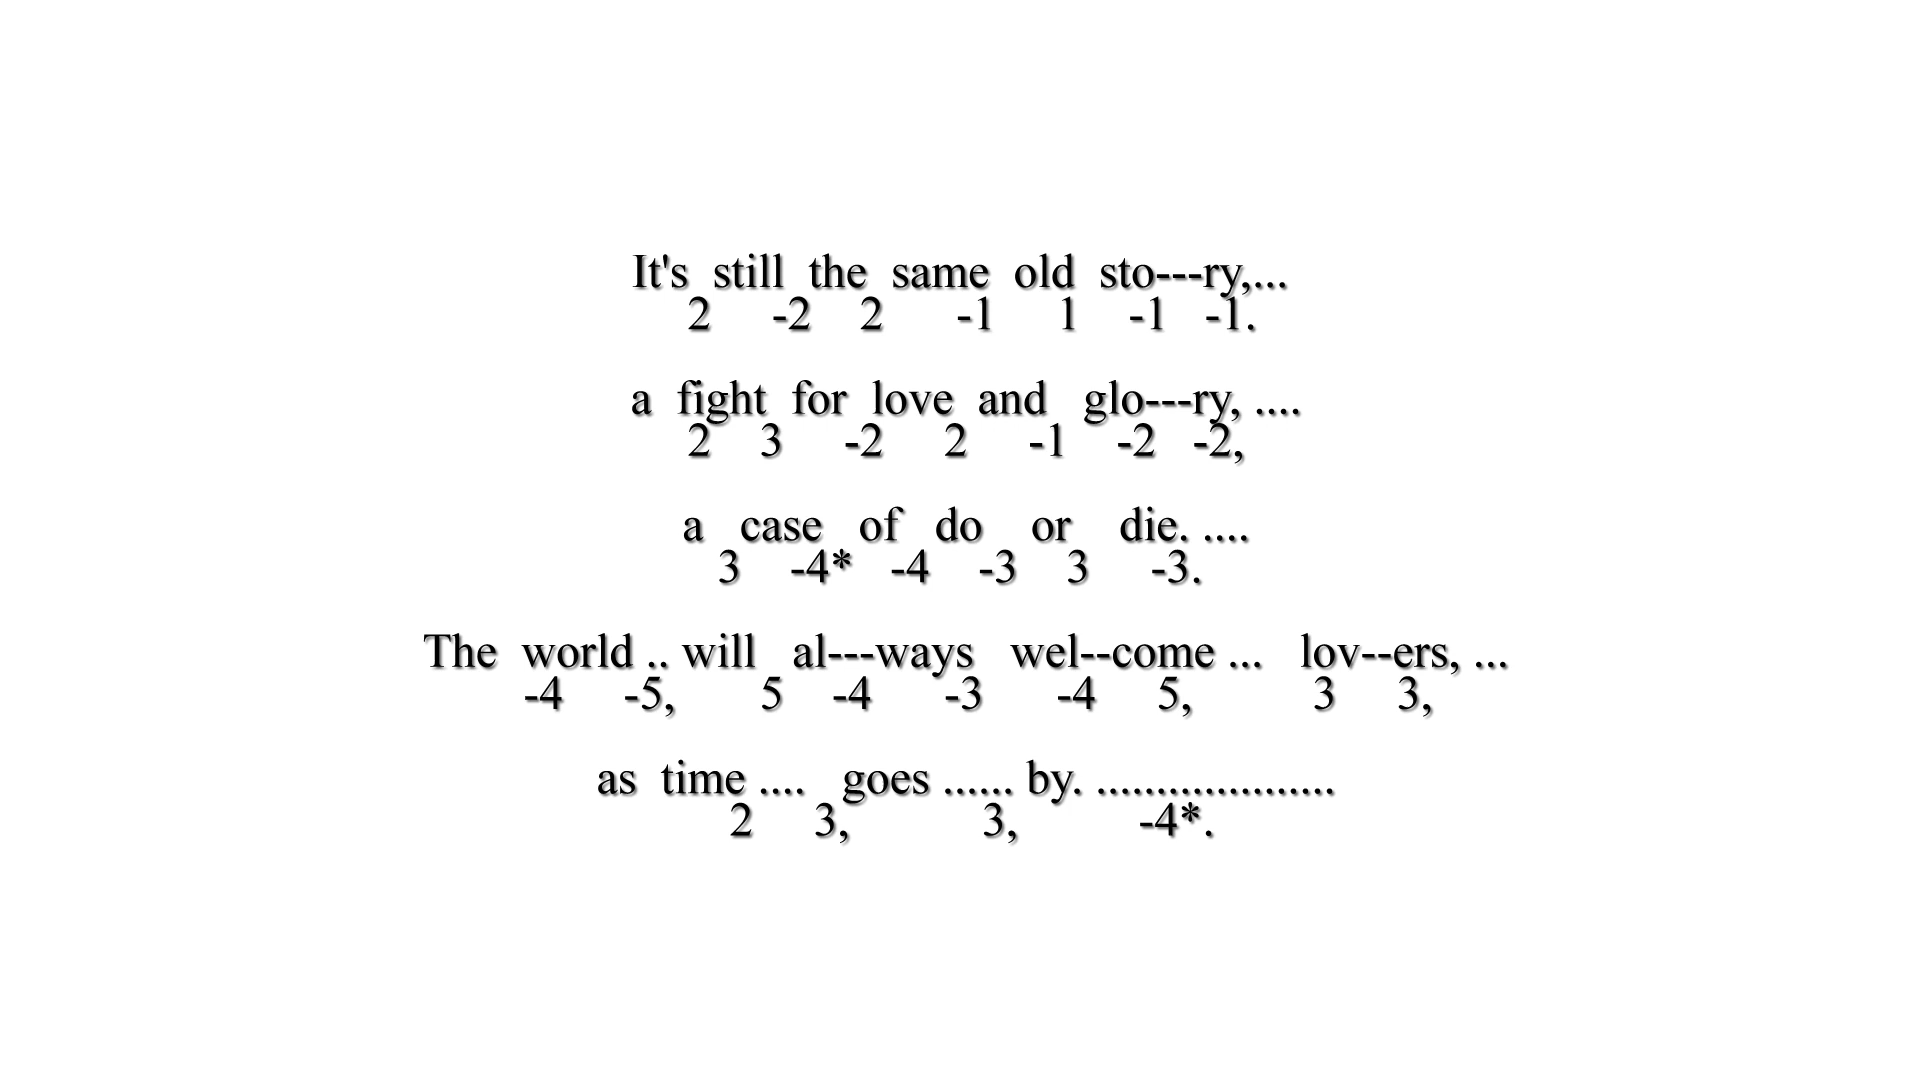 It's still the same old sto---ry,...
2 -2 2 -1 1 -1 -1.
a fight for love and glo---ry, ....
2 3 -2 2 -1 -2 -2,
a case of do or die. ....
3 -4* -4 -3 3 -3.
The world .. will al---ways wel--come ... lov--ers, ...
-4 -5, 5 -4 -3 -4 5, 3 3,
as time .... goes ...... by. ....................
2 3, 3, -4*.